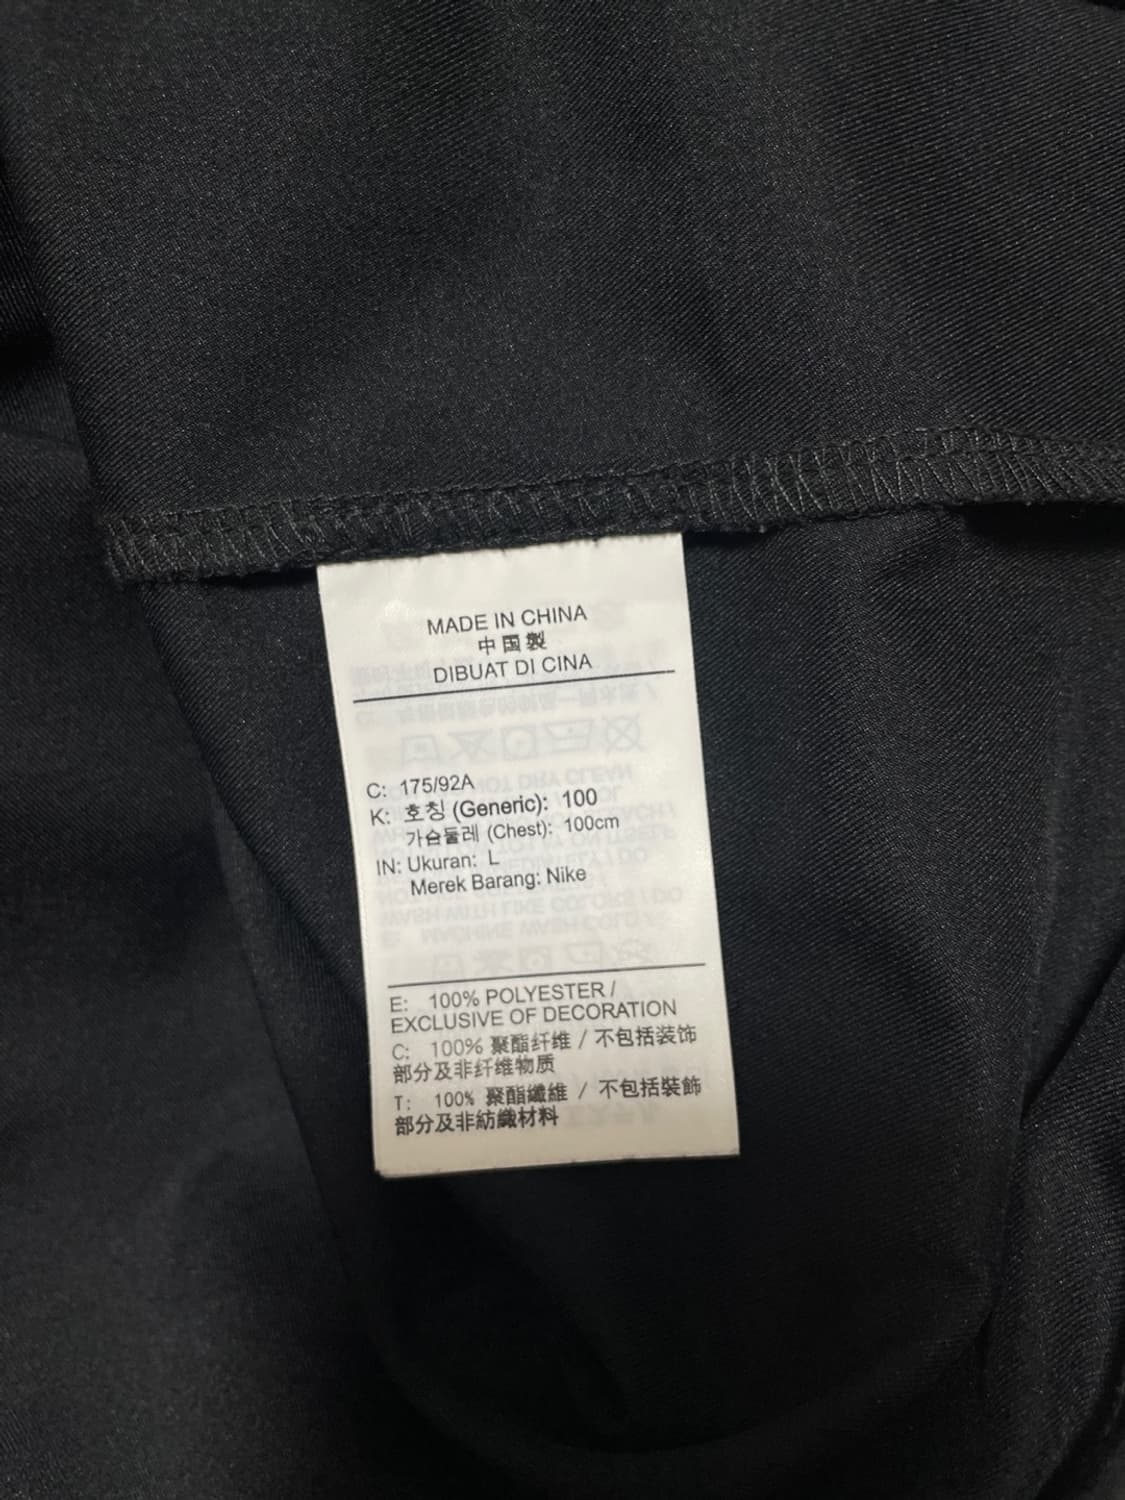 MADE IN CHINA
中国製
DIBUAT DI CINA
C: 175/92A
K: 호칭 (Generic): 100
가슴둘레 (Chest): 100cm
IN: Ukuran: L
Merek Barang: Nike
E: 100% POLYESTER /
EXCLUSIVE OF DECORATION
C: 100% 聚酯纤维 / 不包括装饰
部分及非纤维物质
T: 100% 聚酯纖維 / 不包括裝飾
部分及非紡織材料